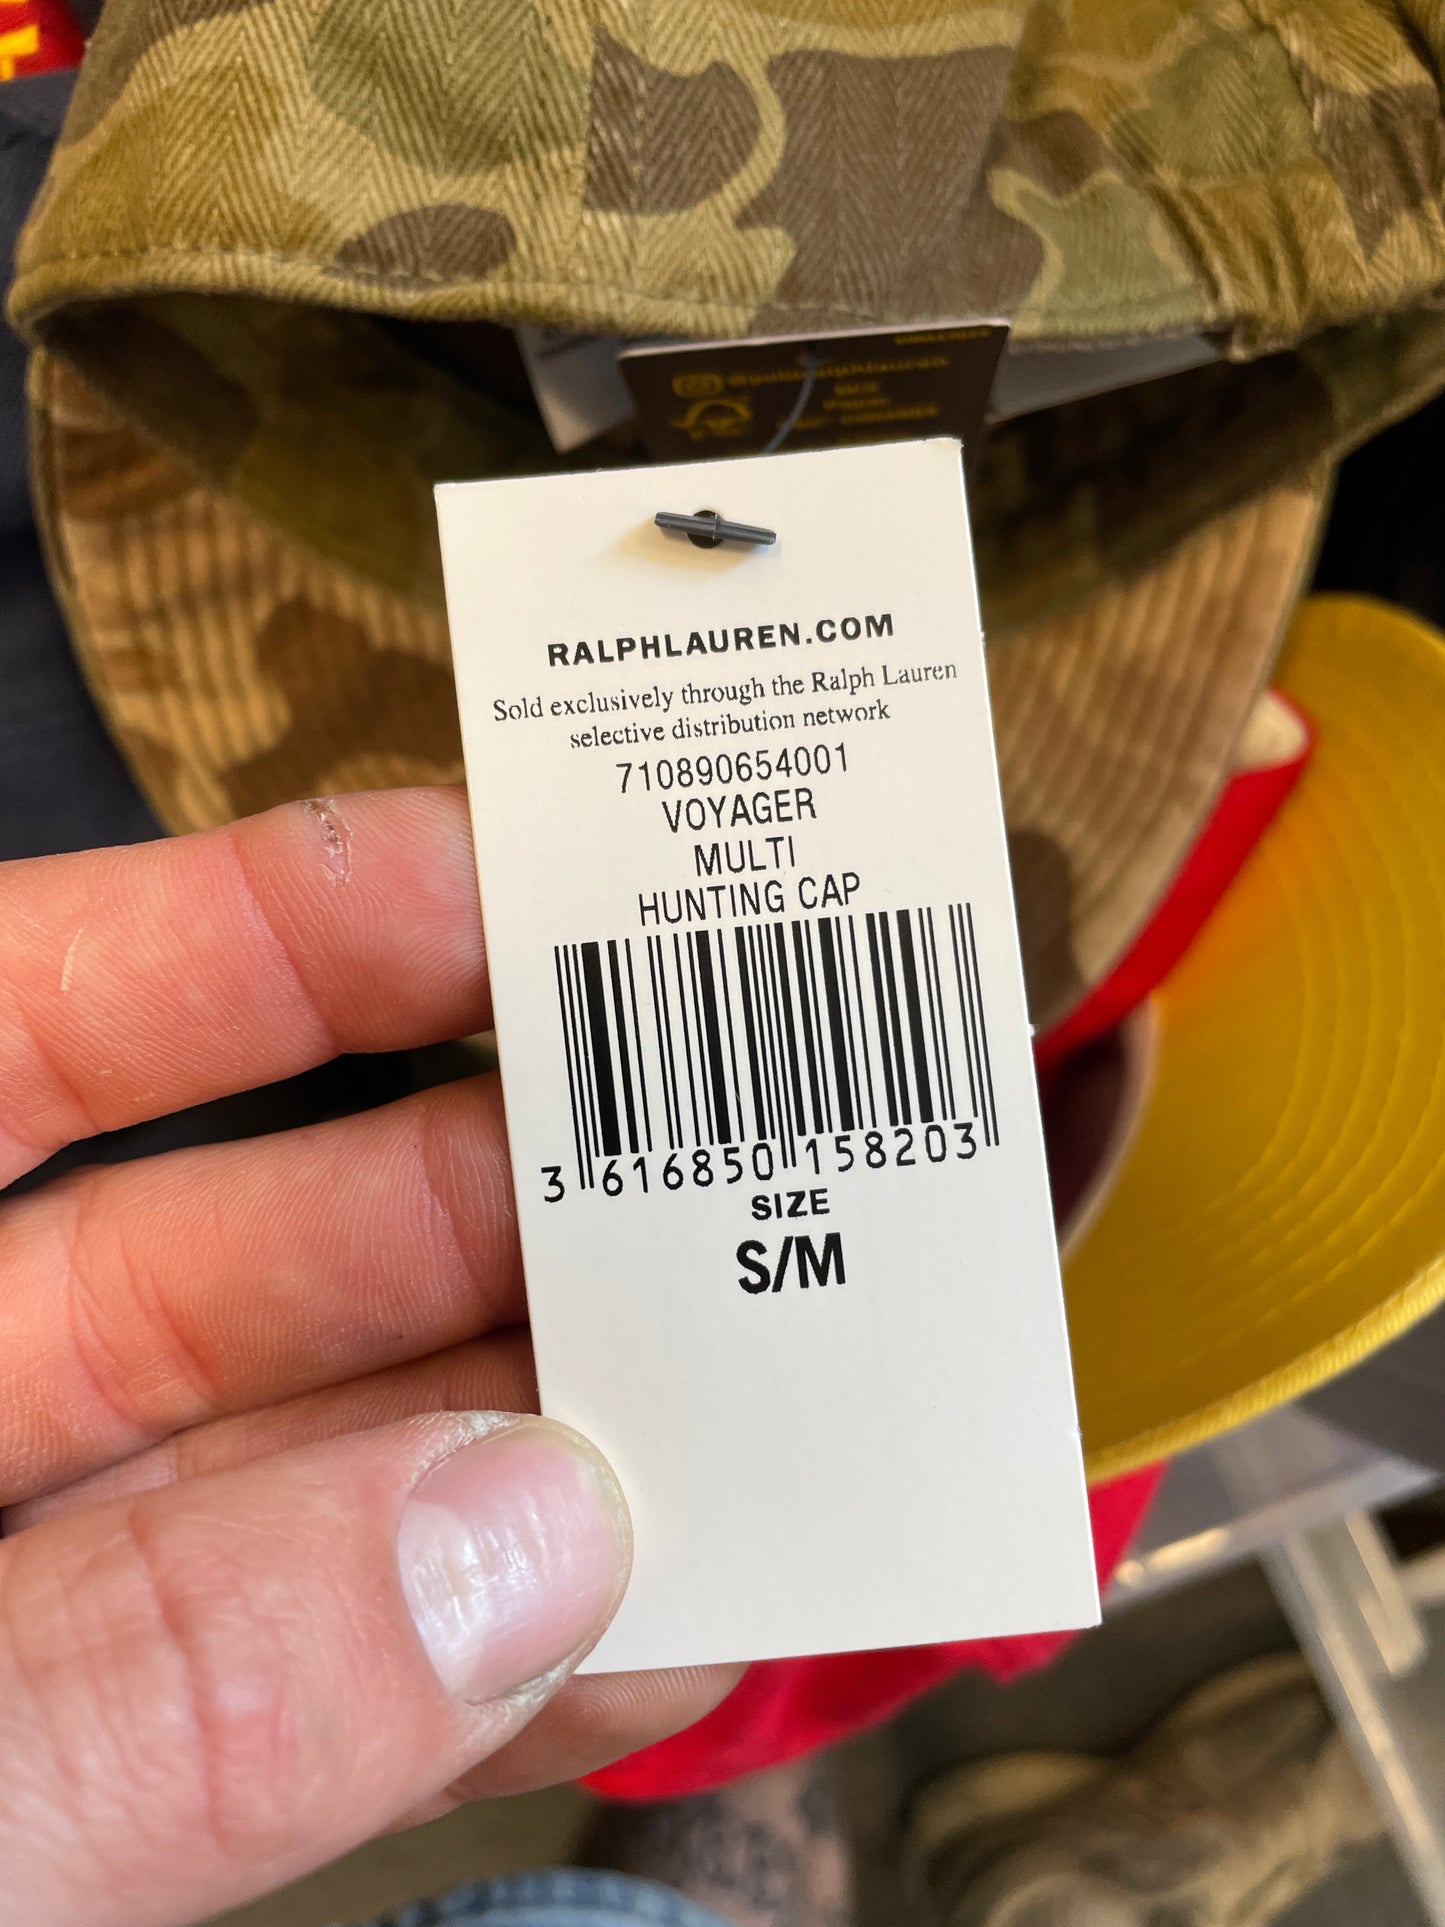 @poloralphlauren
RALPHLAUREN.COM
Sold exclusively through the Ralph Lauren
selective distribution network
710890654001
VOYAGER
MULTI
HUNTING CAP
3 616850 158203
SIZE
S/M